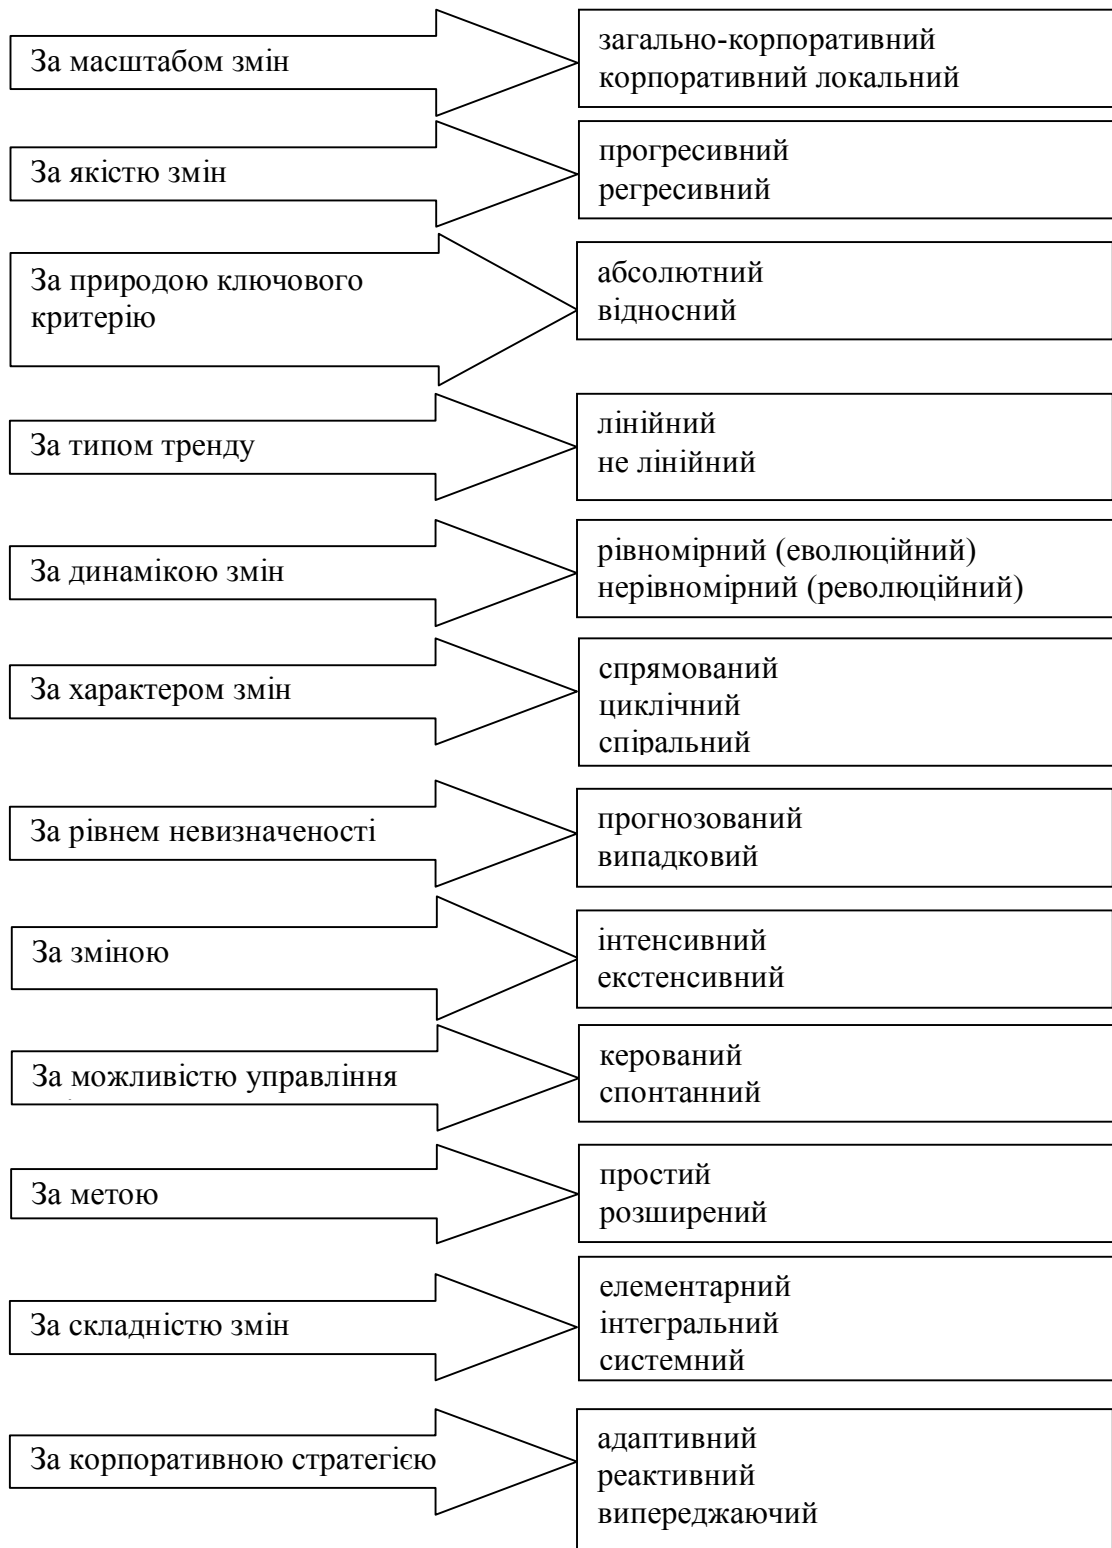 За масштабом змін
загально-корпоративний
корпоративний локальний
За якістю змін
прогресивний
регресивний
За природою ключового
критерію
абсолютний
відносний
За типом тренду
лінійний
не лінійний
За динамікою змін
рівномірний (еволюційний)
нерівномірний (революційний)
За характером змін
спрямований
циклічний
спіральний
За рівнем невизначеності
прогнозований
випадковий
За зміною
інтенсивний
екстенсивний
За можливістю управління
керований
спонтанний
За метою
простий
розширений
За складністю змін
елементарний
інтегральний
системний
За корпоративною стратегією
адаптивний
реактивний
випереджаючий